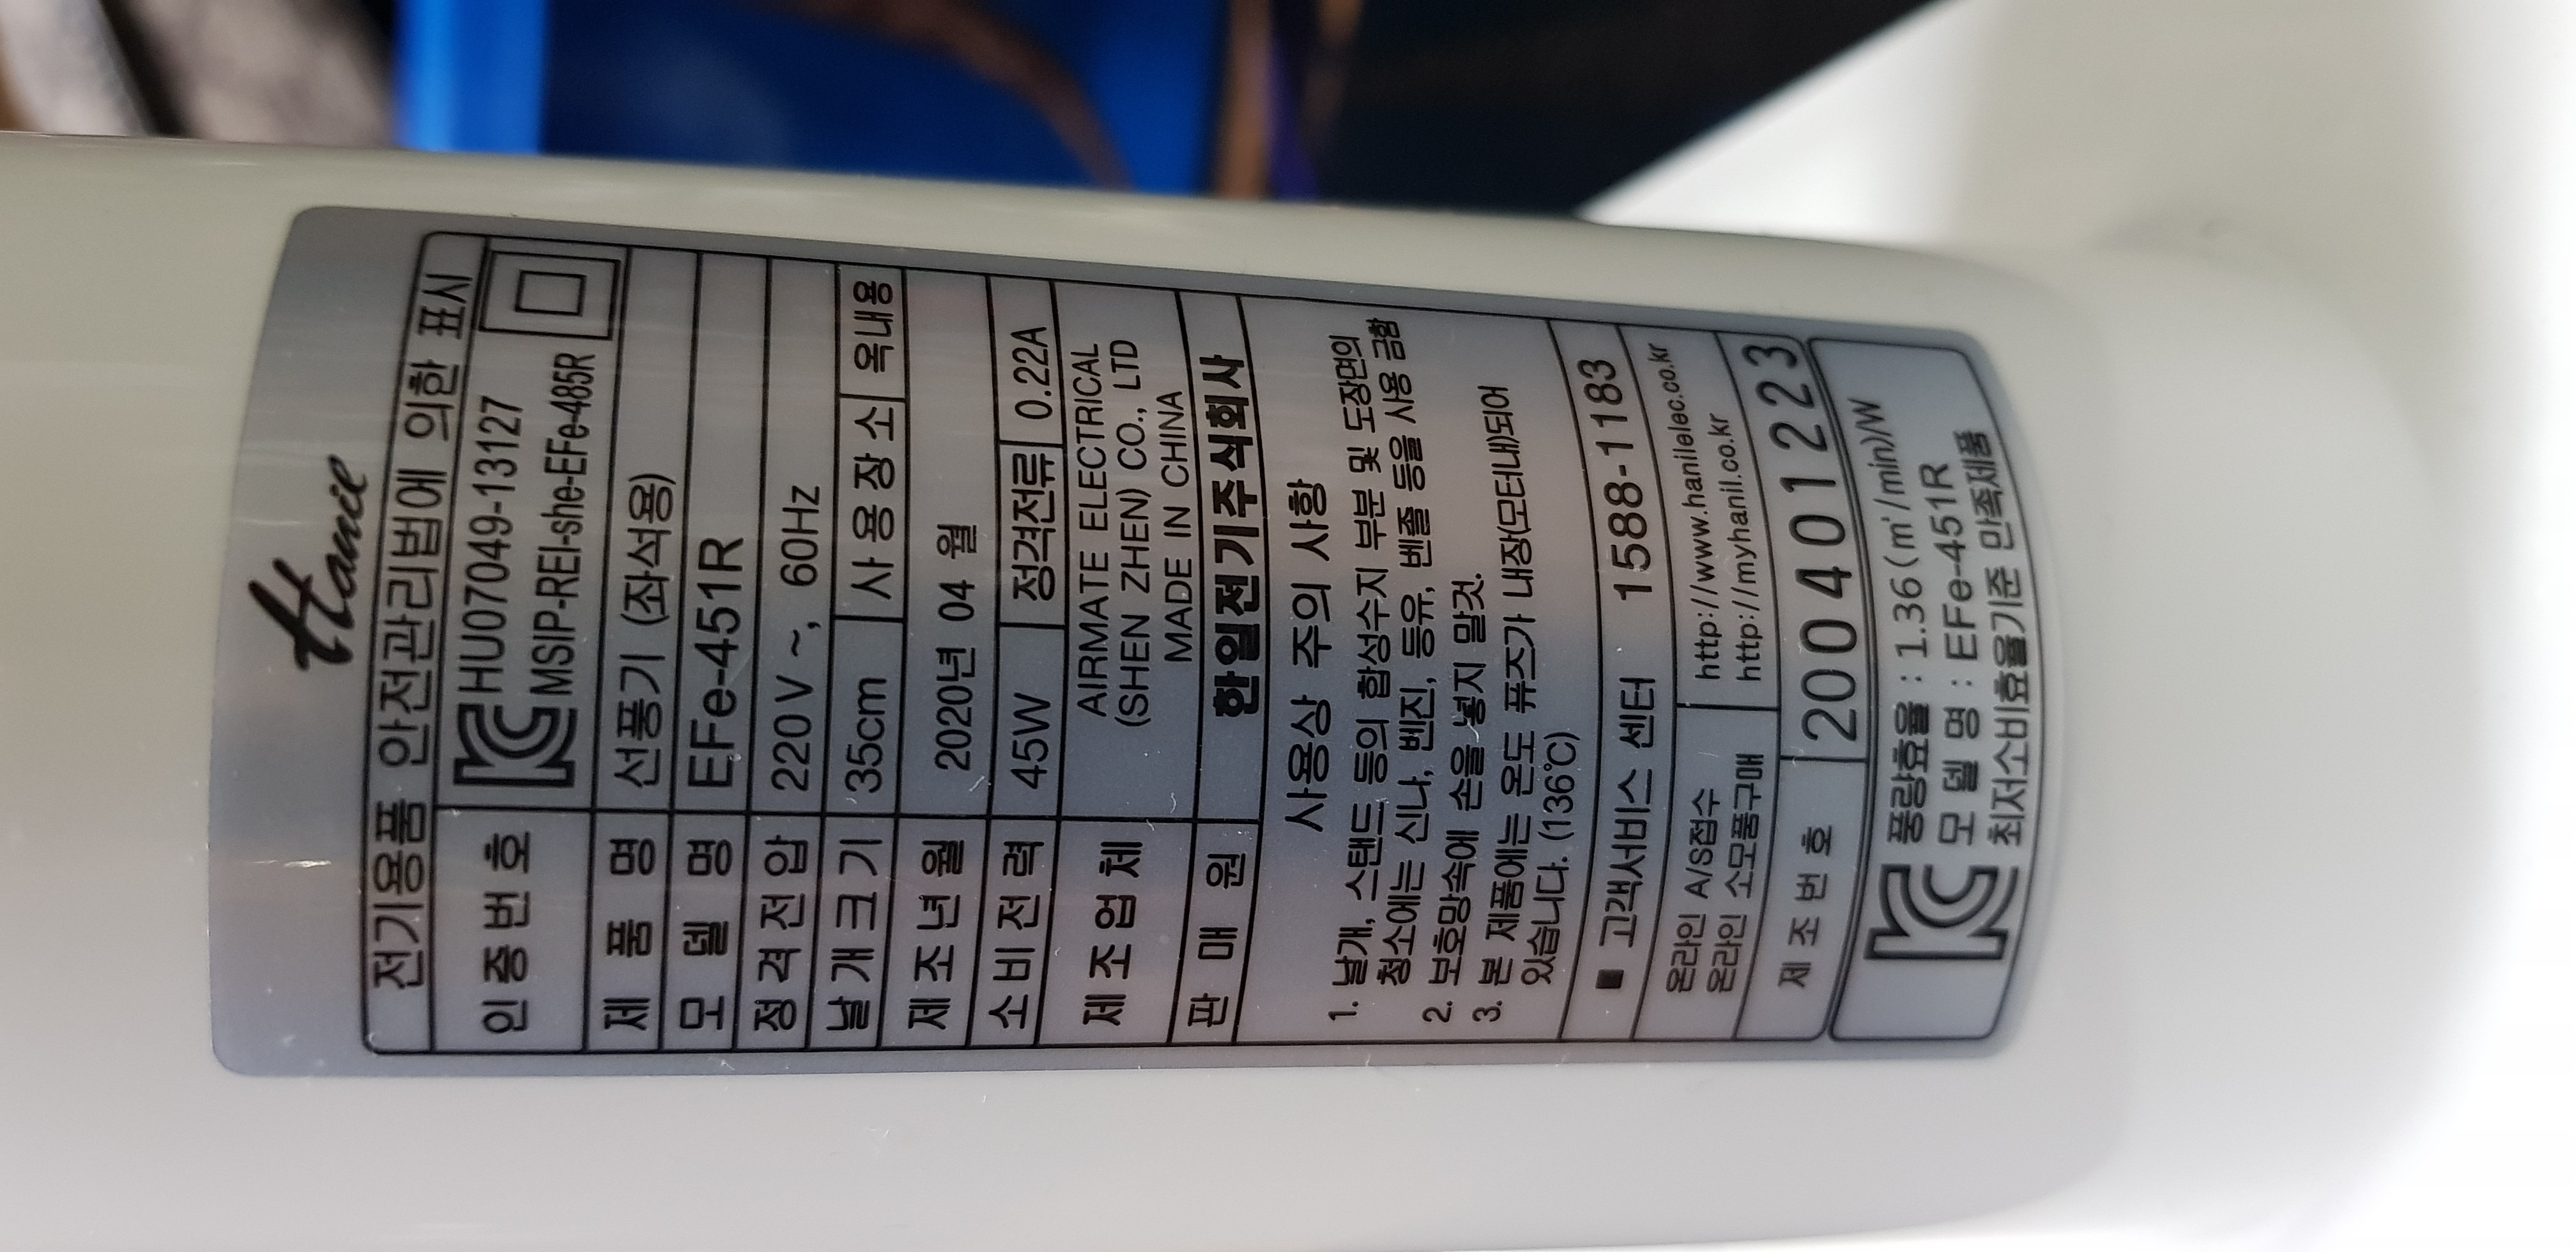 Hanil
전기용품 안전관리법에 의한 표시
인증번호 HU07049-13127
MSIP-REI-she-EFe-485R
제품명 선풍기 (좌석용)
모델명 EFe-451R
정격전압 220V ~, 60Hz
날개크기 35cm 사용장소 옥내용
제조년월 2020년 04월
소비전력 45W 정격전류 0.22A
제조업체 AIRMATE ELECTRICAL
(SHEN ZHEN) CO., LTD
MADE IN CHINA
판매원 한일전기주식회사
사용상 주의 사항
1. 날개, 스탠드 등의 합성수지 부분 및 도장면의
청소에는 신나, 벤진, 등유, 벤졸 등을 사용 금함
2. 보호망속에 손을 넣지 말것.
3. 본 제품에는 온도 퓨즈가 내장(모터내)되어
있습니다. (136℃)
■ 고객서비스 센터 1588-1183
온라인 A/S접수 http://www.hanilelec.co.kr
온라인 소모품구매 http://myhanil.co.kr
제조번호 200401223
풍량효율 : 1.36(㎥/min)/W
모델명 : EFe-451R
최저소비효율기준 만족제품